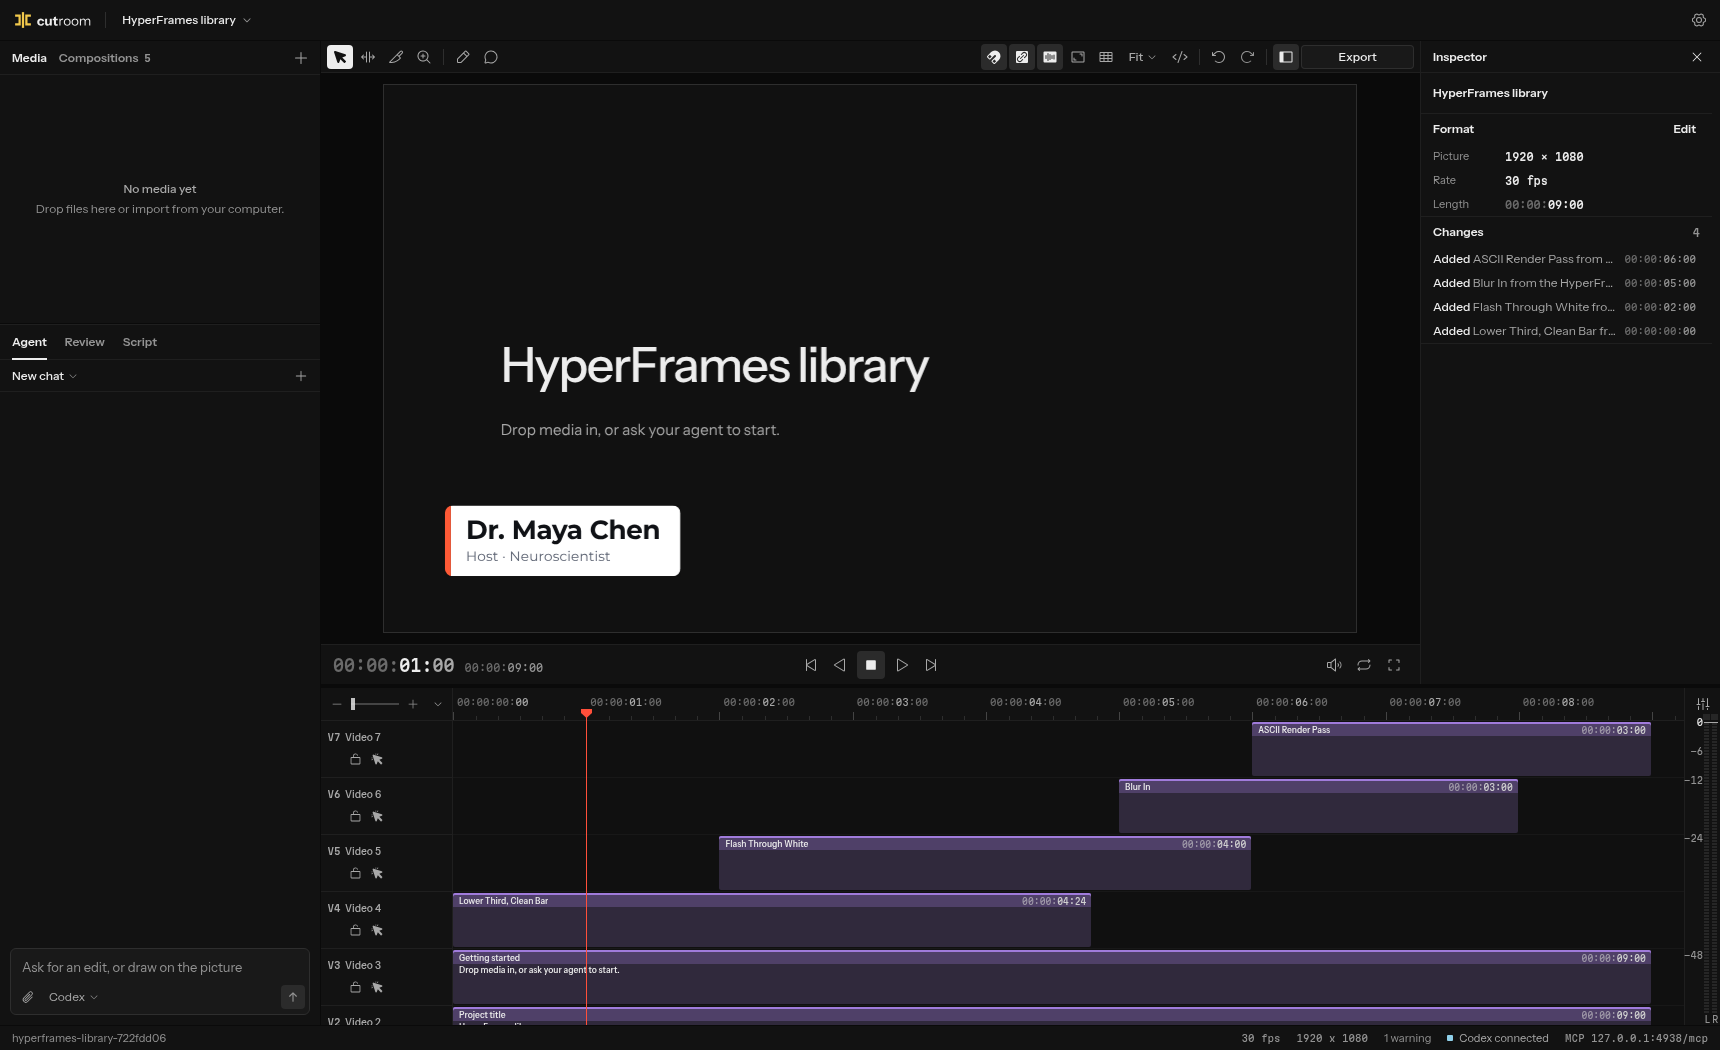 cutroom
HyperFrames library
Media
Compositions 5
Fit
Export
Inspector
No media yet
Drop files here or import from your computer.
Agent
Review
Script
New chat
Ask for an edit, or draw on the picture
Codex
HyperFrames library
Drop media in, or ask your agent to start.
Dr. Maya Chen
Host · Neuroscientist
HyperFrames library
Format
Edit
Picture 1920 × 1080
Rate 30 fps
Length 00:00:09:00
Changes 4
Added ASCII Render Pass from ... 00:00:06:00
Added Blur In from the HyperFr... 00:00:05:00
Added Flash Through White fro... 00:00:02:00
Added Lower Third, Clean Bar fr... 00:00:00:00
00:00:01:00 00:00:09:00
00:00:00:00 00:00:01:00 00:00:02:00 00:00:03:00 00:00:04:00 00:00:05:00 00:00:06:00 00:00:07:00 00:00:08:00
V7 Video 7
ASCII Render Pass 00:00:03:00
V6 Video 6
Blur In 00:00:03:00
V5 Video 5
Flash Through White 00:00:04:00
V4 Video 4
Lower Third, Clean Bar 00:00:04:24
V3 Video 3
Getting started 00:00:09:00
Drop media in, or ask your agent to start.
V2 Video 2
Project title 00:00:09:00
0
-6
-12
-24
-48
L R
hyperframes-library-722fdd06
30 fps
1920 × 1080
1 warning
Codex connected
MCP 127.0.0.1:4938/mcp